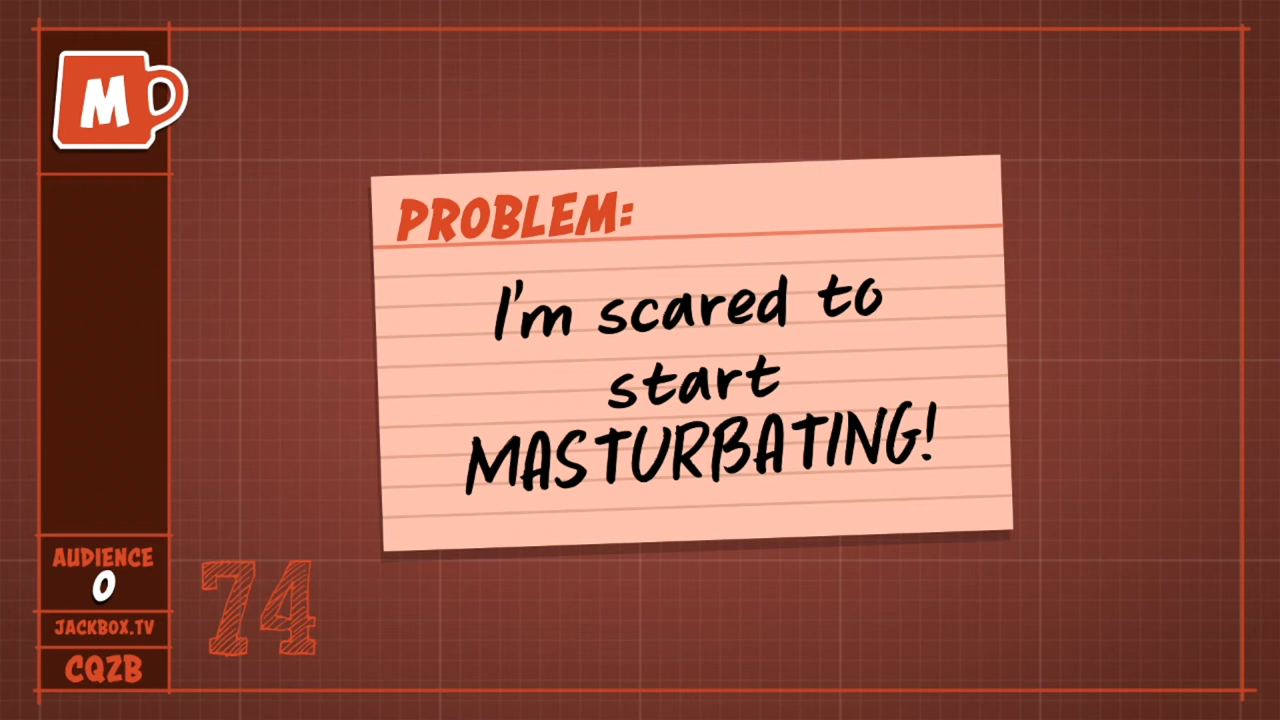 M
PROBLEM:
I'm scared to
start
MASTURBATING!
AUDIENCE
0
JACKBOX.TV
CQZB
74